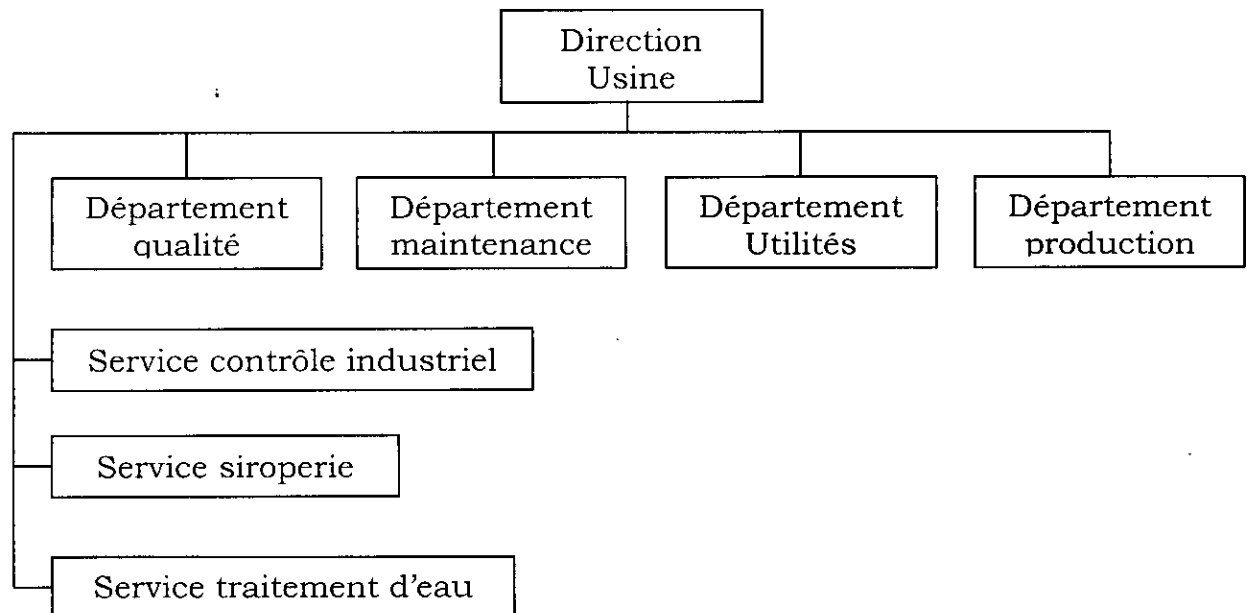 Direction
Usine
Département
qualité
Département
maintenance
Département
Utilités
Département
production
Service contrôle industriel
Service siroperie
Service traitement d'eau